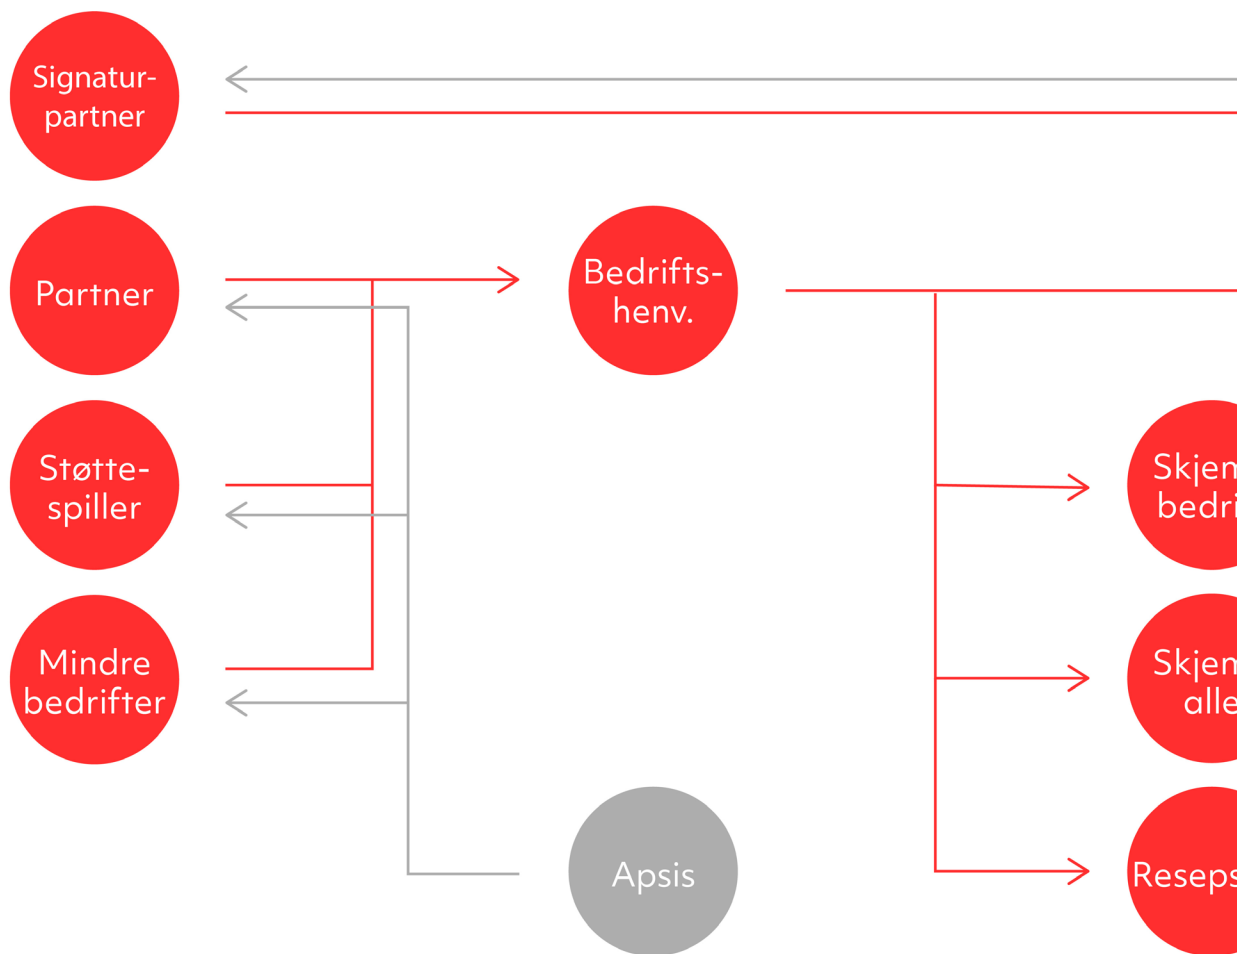 Signatur-
partner
Partner
Bedrifts-
henv.
Støtte-
spiller
Mindre
bedrifter
Apsis